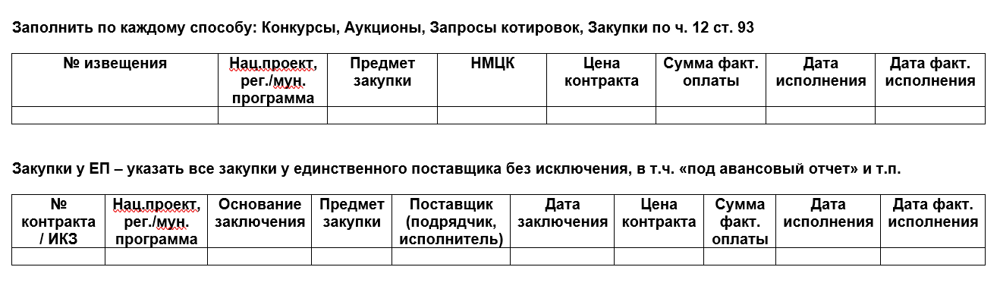 Заполнить по каждому способу: Конкурсы, Аукционы, Запросы котировок, Закупки по ч. 12 ст. 93
№ извещения
Нац.проект,
рег./мун.
программа
Предмет
закупки
НМЦК
Цена
контракта
Сумма факт.
оплаты
Дата
исполнения
Дата факт.
исполнения
Закупки у ЕП – указать все закупки у единственного поставщика без исключения, в т.ч. «под авансовый отчет» и т.п.
№
контракта
/ ИКЗ
Нац.проект,
рег./мун.
программа
Основание
заключения
Предмет
закупки
Поставщик
(подрядчик,
исполнитель)
Дата
заключения
Цена
контракта
Сумма
факт.
оплаты
Дата
исполнения
Дата факт.
исполнения